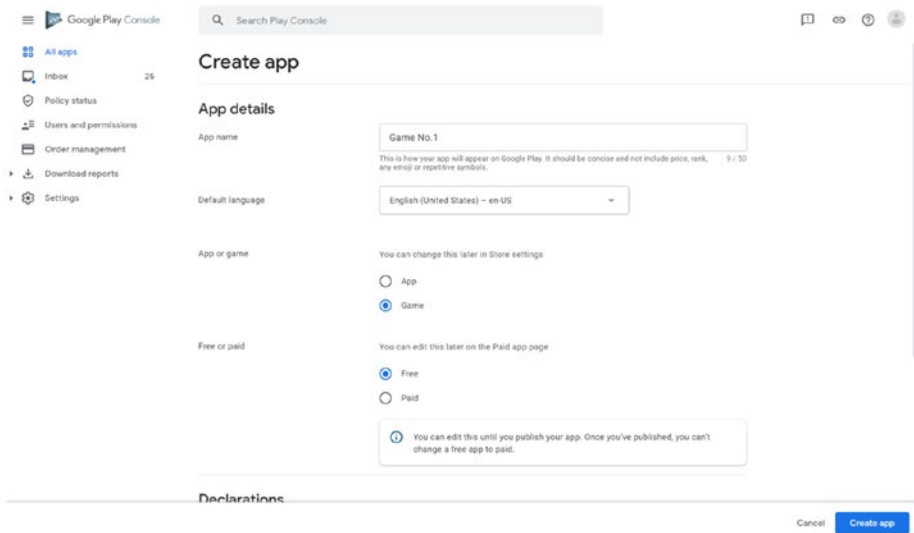 Google Play Console
Search Play Console
All apps
Inbox 25
Policy status
Users and permissions
Order management
Download reports
Settings
Create app
App details
App name
Game No.1
This is how your app will appear on Google Play. It should be concise and not include price, rank, 9 / 50
any emoji or repetitive symbols.
Default language
English (United States) – en-US
App or game
You can change this later in Store settings
App
Game
Free or paid
You can edit this later on the Paid app page
Free
Paid
You can edit this until you publish your app. Once you've published, you can't
change a free app to paid.
Declarations
Cancel
Create app